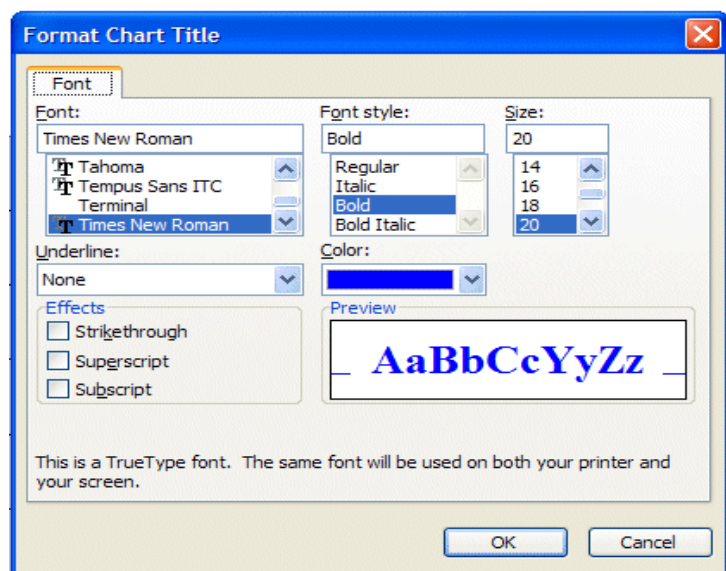 Format Chart Title
Font
Font:
Font style:
Size:
Times New Roman
Bold
20
Tahoma
Tempus Sans ITC
Terminal
Times New Roman
Regular
Italic
Bold
Bold Italic
14
16
18
20
Underline:
Color:
None
Effects
Strikethrough
Superscript
Subscript
Preview
AaBbCcYyZz
This is a TrueType font. The same font will be used on both your printer and
your screen.
OK
Cancel